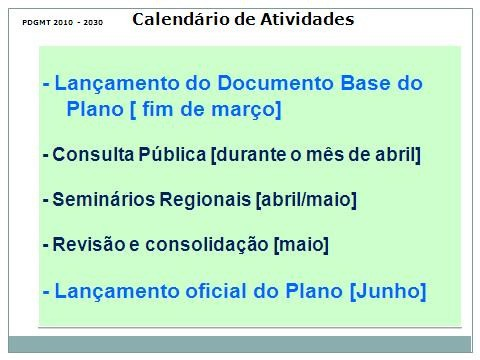 PDGMT 2010 - 2030 Calendário de Atividades
- Lançamento do Documento Base do
Plano [ fim de março]
- Consulta Pública [durante o mês de abril]
- Seminários Regionais [abril/maio]
- Revisão e consolidação [maio]
- Lançamento oficial do Plano [Junho]